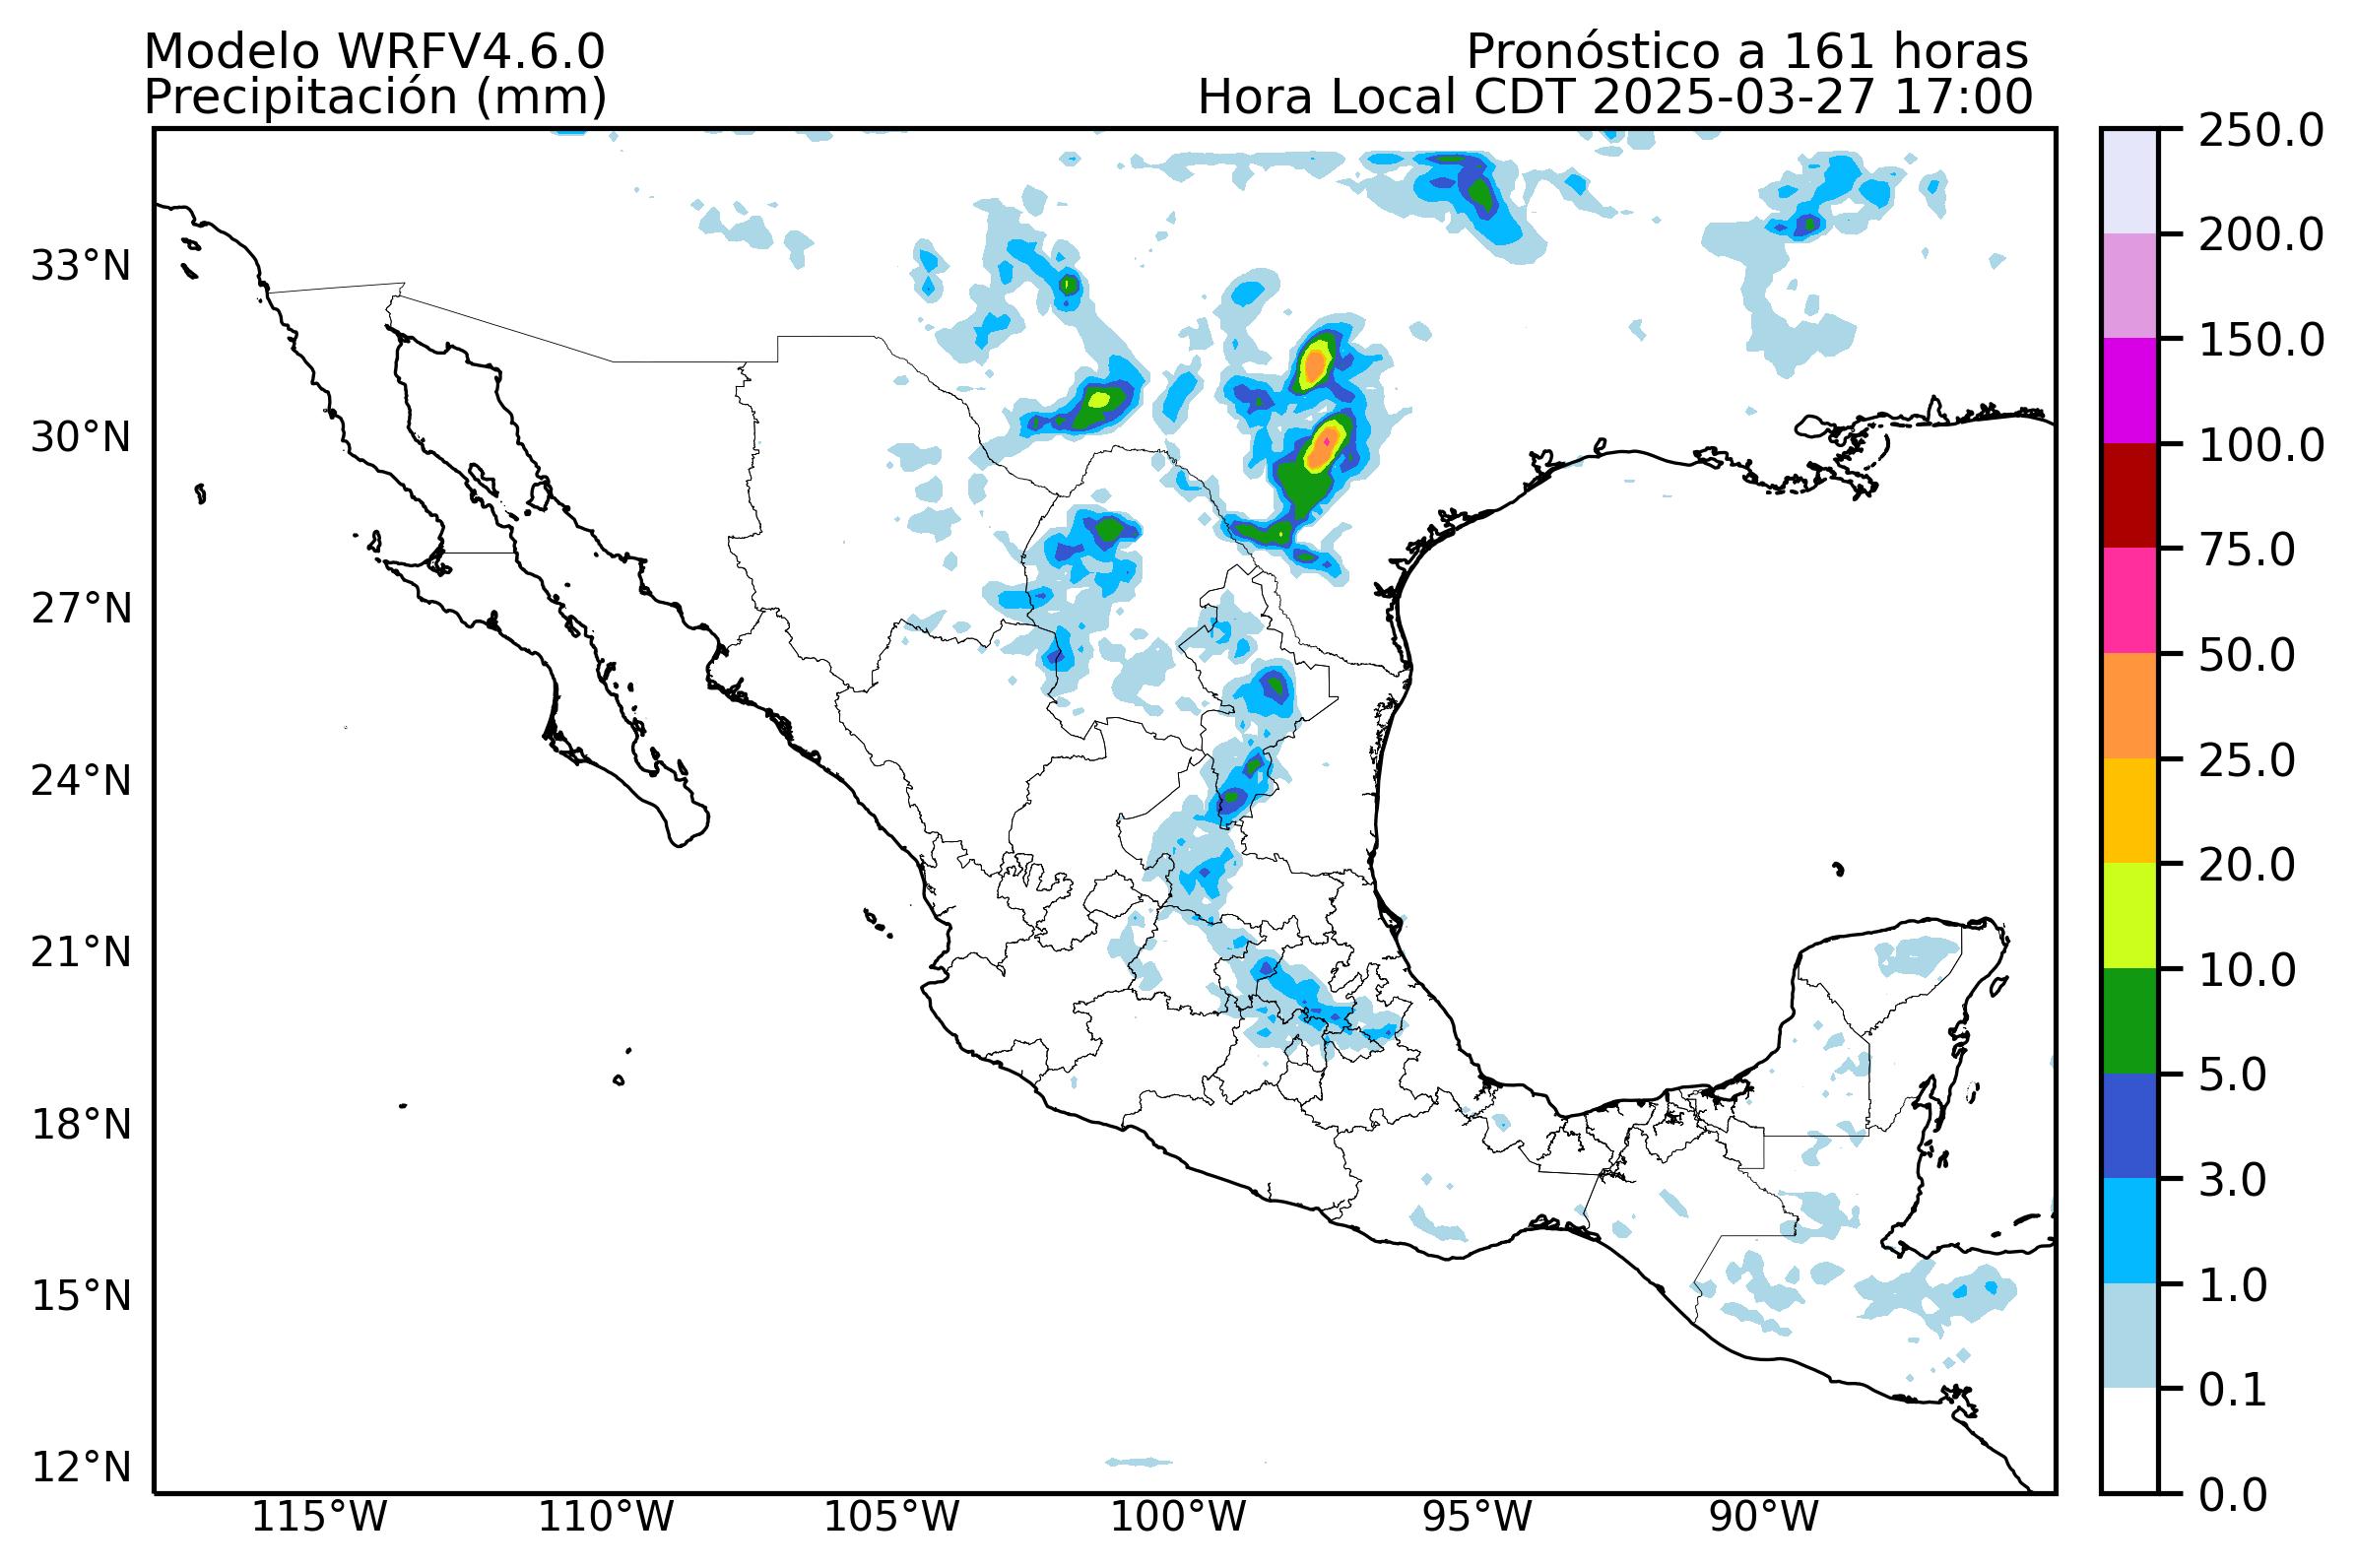 Modelo WRFV4.6.0
Pronóstico a 161 horas
Precipitación (mm)
Hora Local CDT 2025-03-27 17:00
33°N
30°N
27°N
24°N
21°N
18°N
15°N
12°N
115°W
110°W
105°W
100°W
95°W
90°W
250.0
200.0
150.0
100.0
75.0
50.0
25.0
20.0
10.0
5.0
3.0
1.0
0.1
0.0